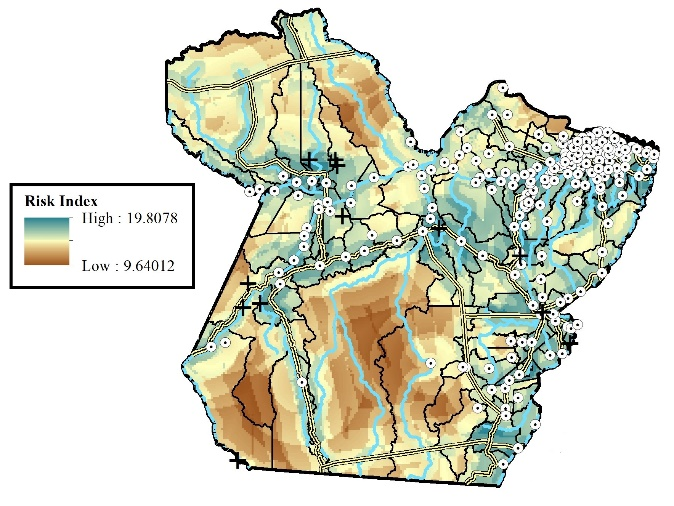 Risk Index
High : 19.8078
Low : 9.64012